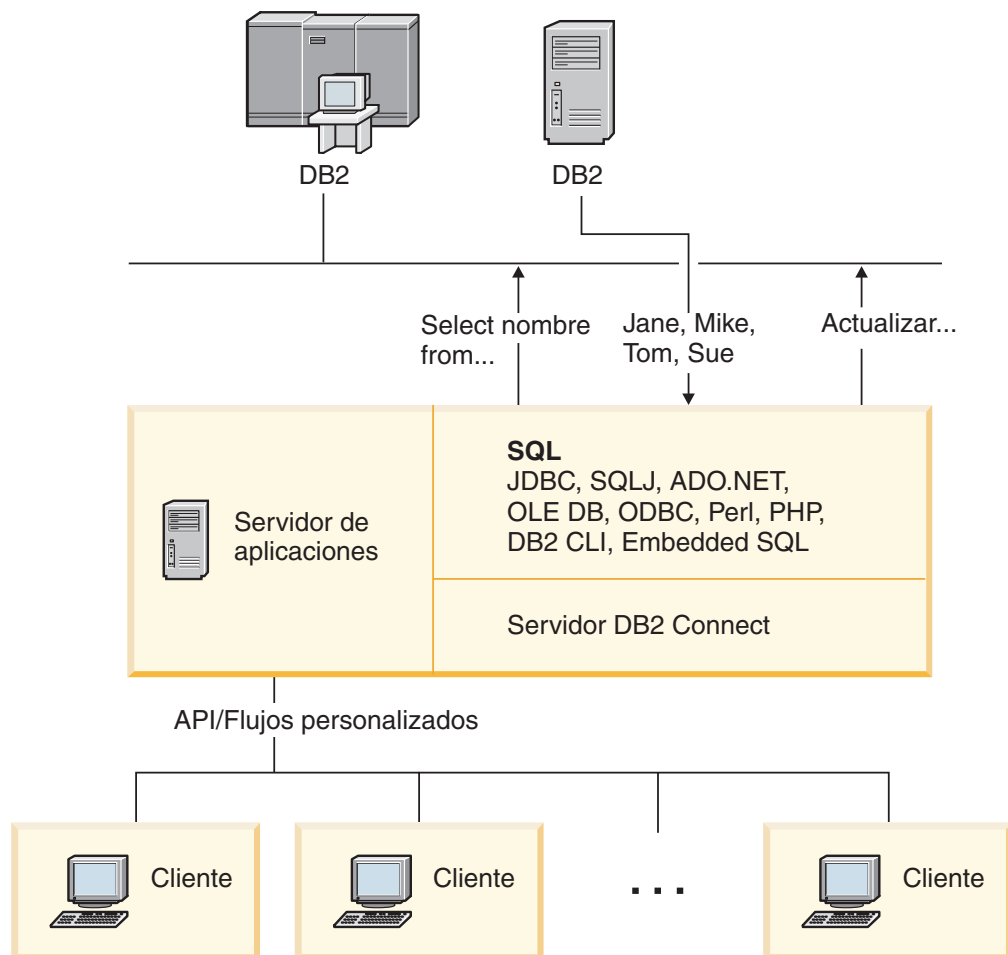 DB2
DB2
Select nombre
from...
Jane, Mike,
Tom, Sue
Actualizar...
Servidor de
aplicaciones
SQL
JDBC, SQLJ, ADO.NET,
OLE DB, ODBC, Perl, PHP,
DB2 CLI, Embedded SQL
Servidor DB2 Connect
API/Flujos personalizados
Cliente
Cliente
...
Cliente